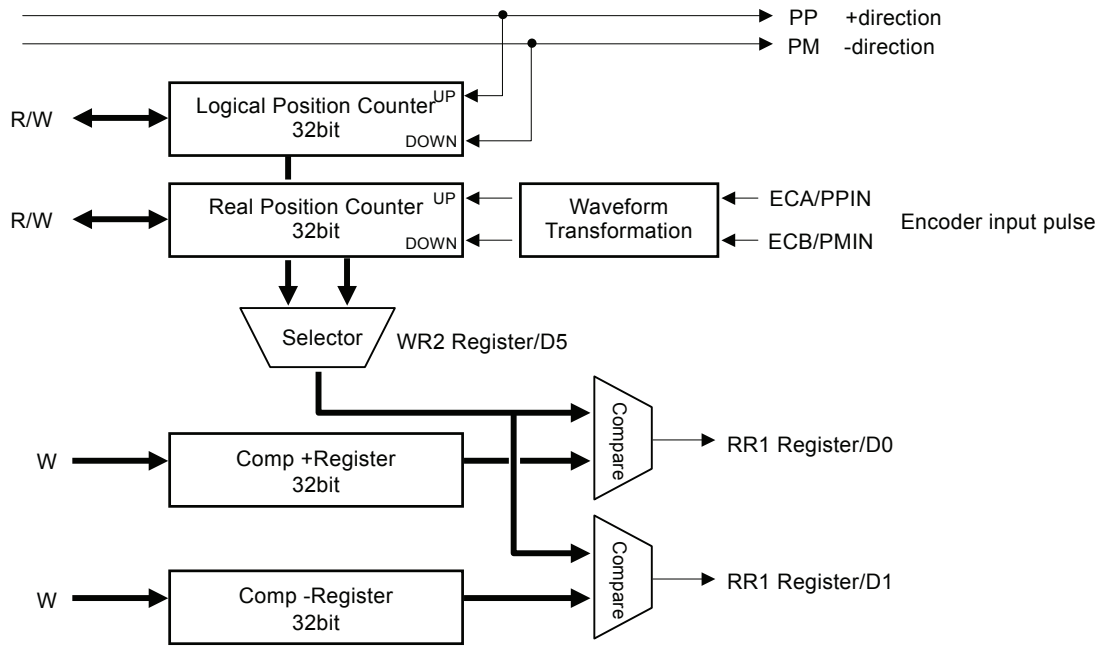 PP +direction
PM -direction
Logical Position Counter
32bit
UP
DOWN
R/W
Real Position Counter
32bit
UP
DOWN
R/W
Waveform
Transformation
ECA/PPIN
ECB/PMIN
Encoder input pulse
Selector
WR2 Register/D5
Compare
RR1 Register/D0
W
Comp +Register
32bit
Compare
RR1 Register/D1
W
Comp -Register
32bit